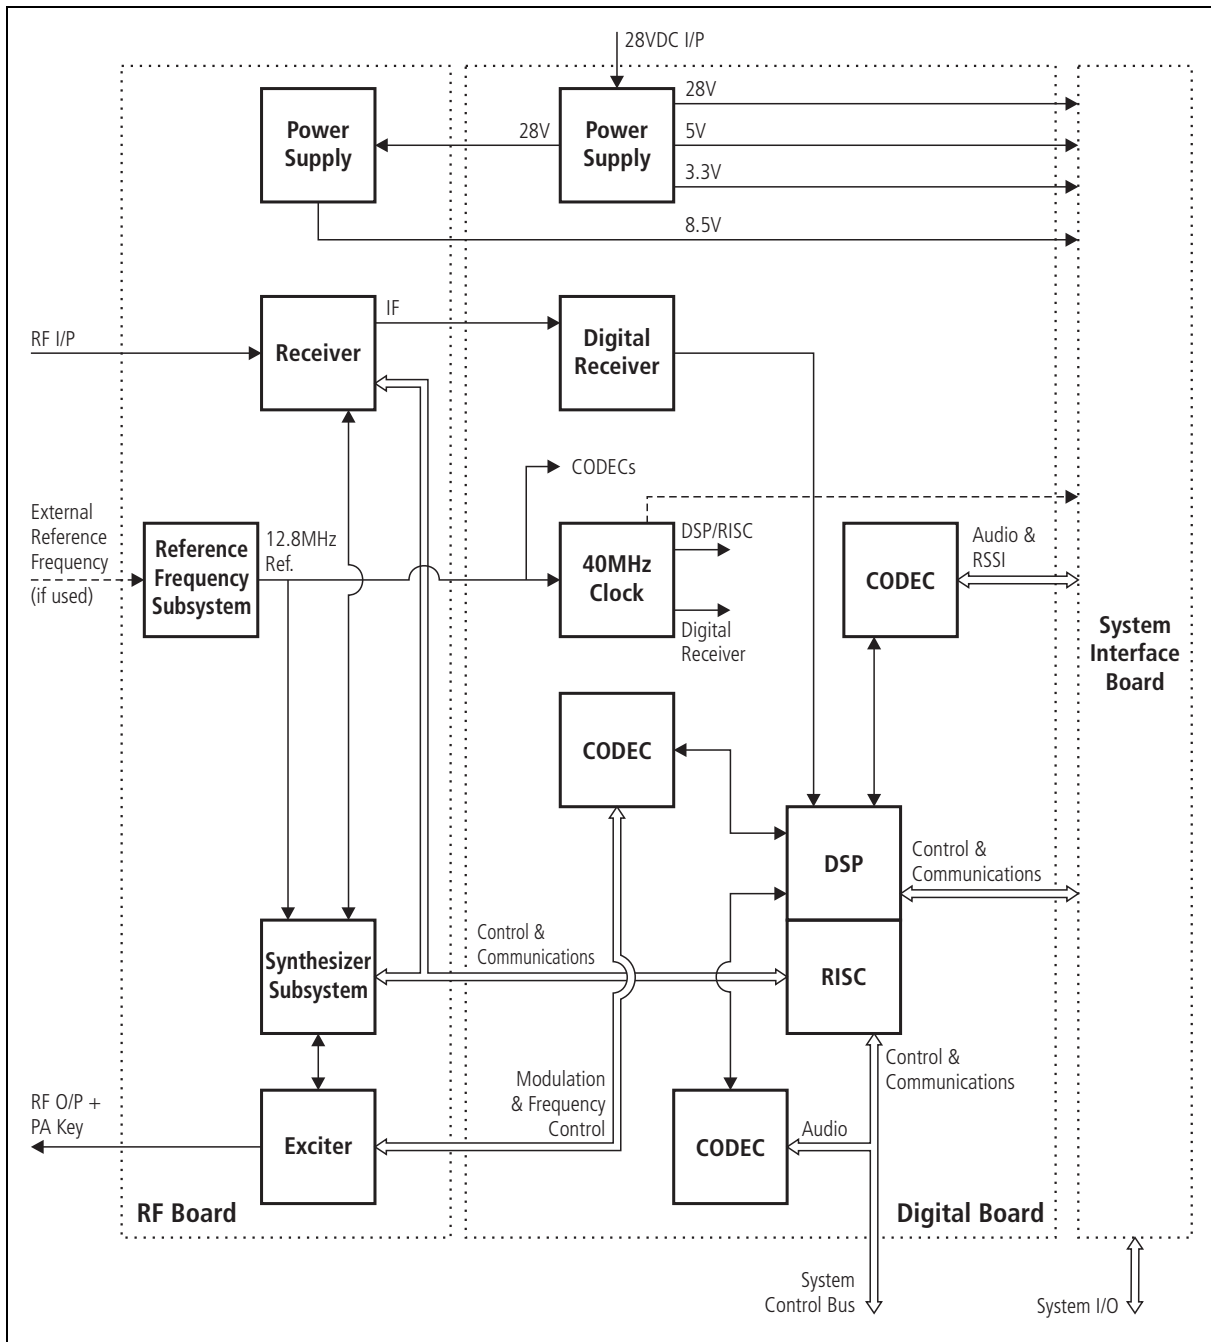 28VDC I/P
Power
Supply
28V
Power
Supply
28V
5V
3.3V
8.5V
RF I/P
Receiver
IF
Digital
Receiver
CODECs
External
Reference
Frequency
(if used)
Reference
Frequency
Subsystem
12.8MHz
Ref.
40MHz
Clock
DSP/RISC
Digital
Receiver
CODEC
Audio &
RSSI
System
Interface
Board
CODEC
DSP
Control &
Communications
Synthesizer
Subsystem
Control &
Communications
RISC
Control &
Communications
Modulation
& Frequency
Control
RF O/P +
PA Key
Exciter
CODEC
Audio
RF Board
Digital Board
System
Control Bus
System I/O